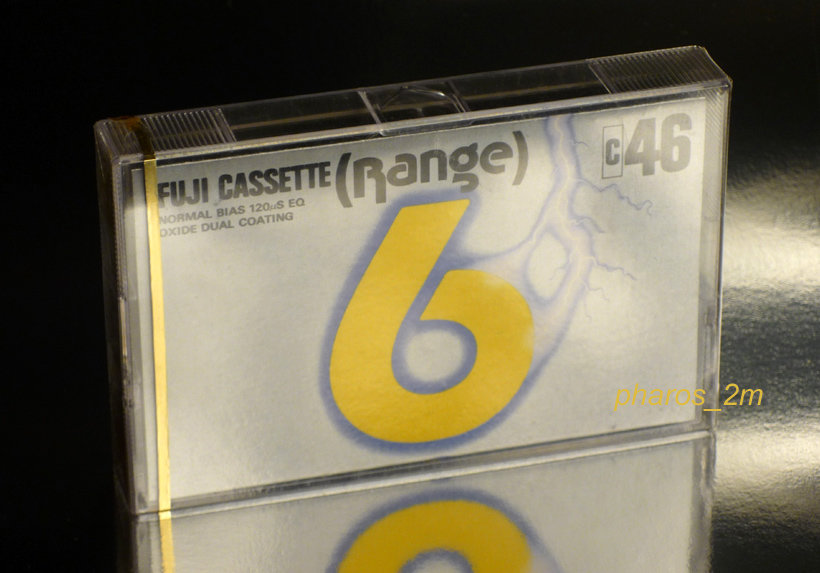 FUJI CASSETTE (Range) C46
NORMAL BIAS 120µS EQ
OXIDE DUAL COATING
6
pharos_2m